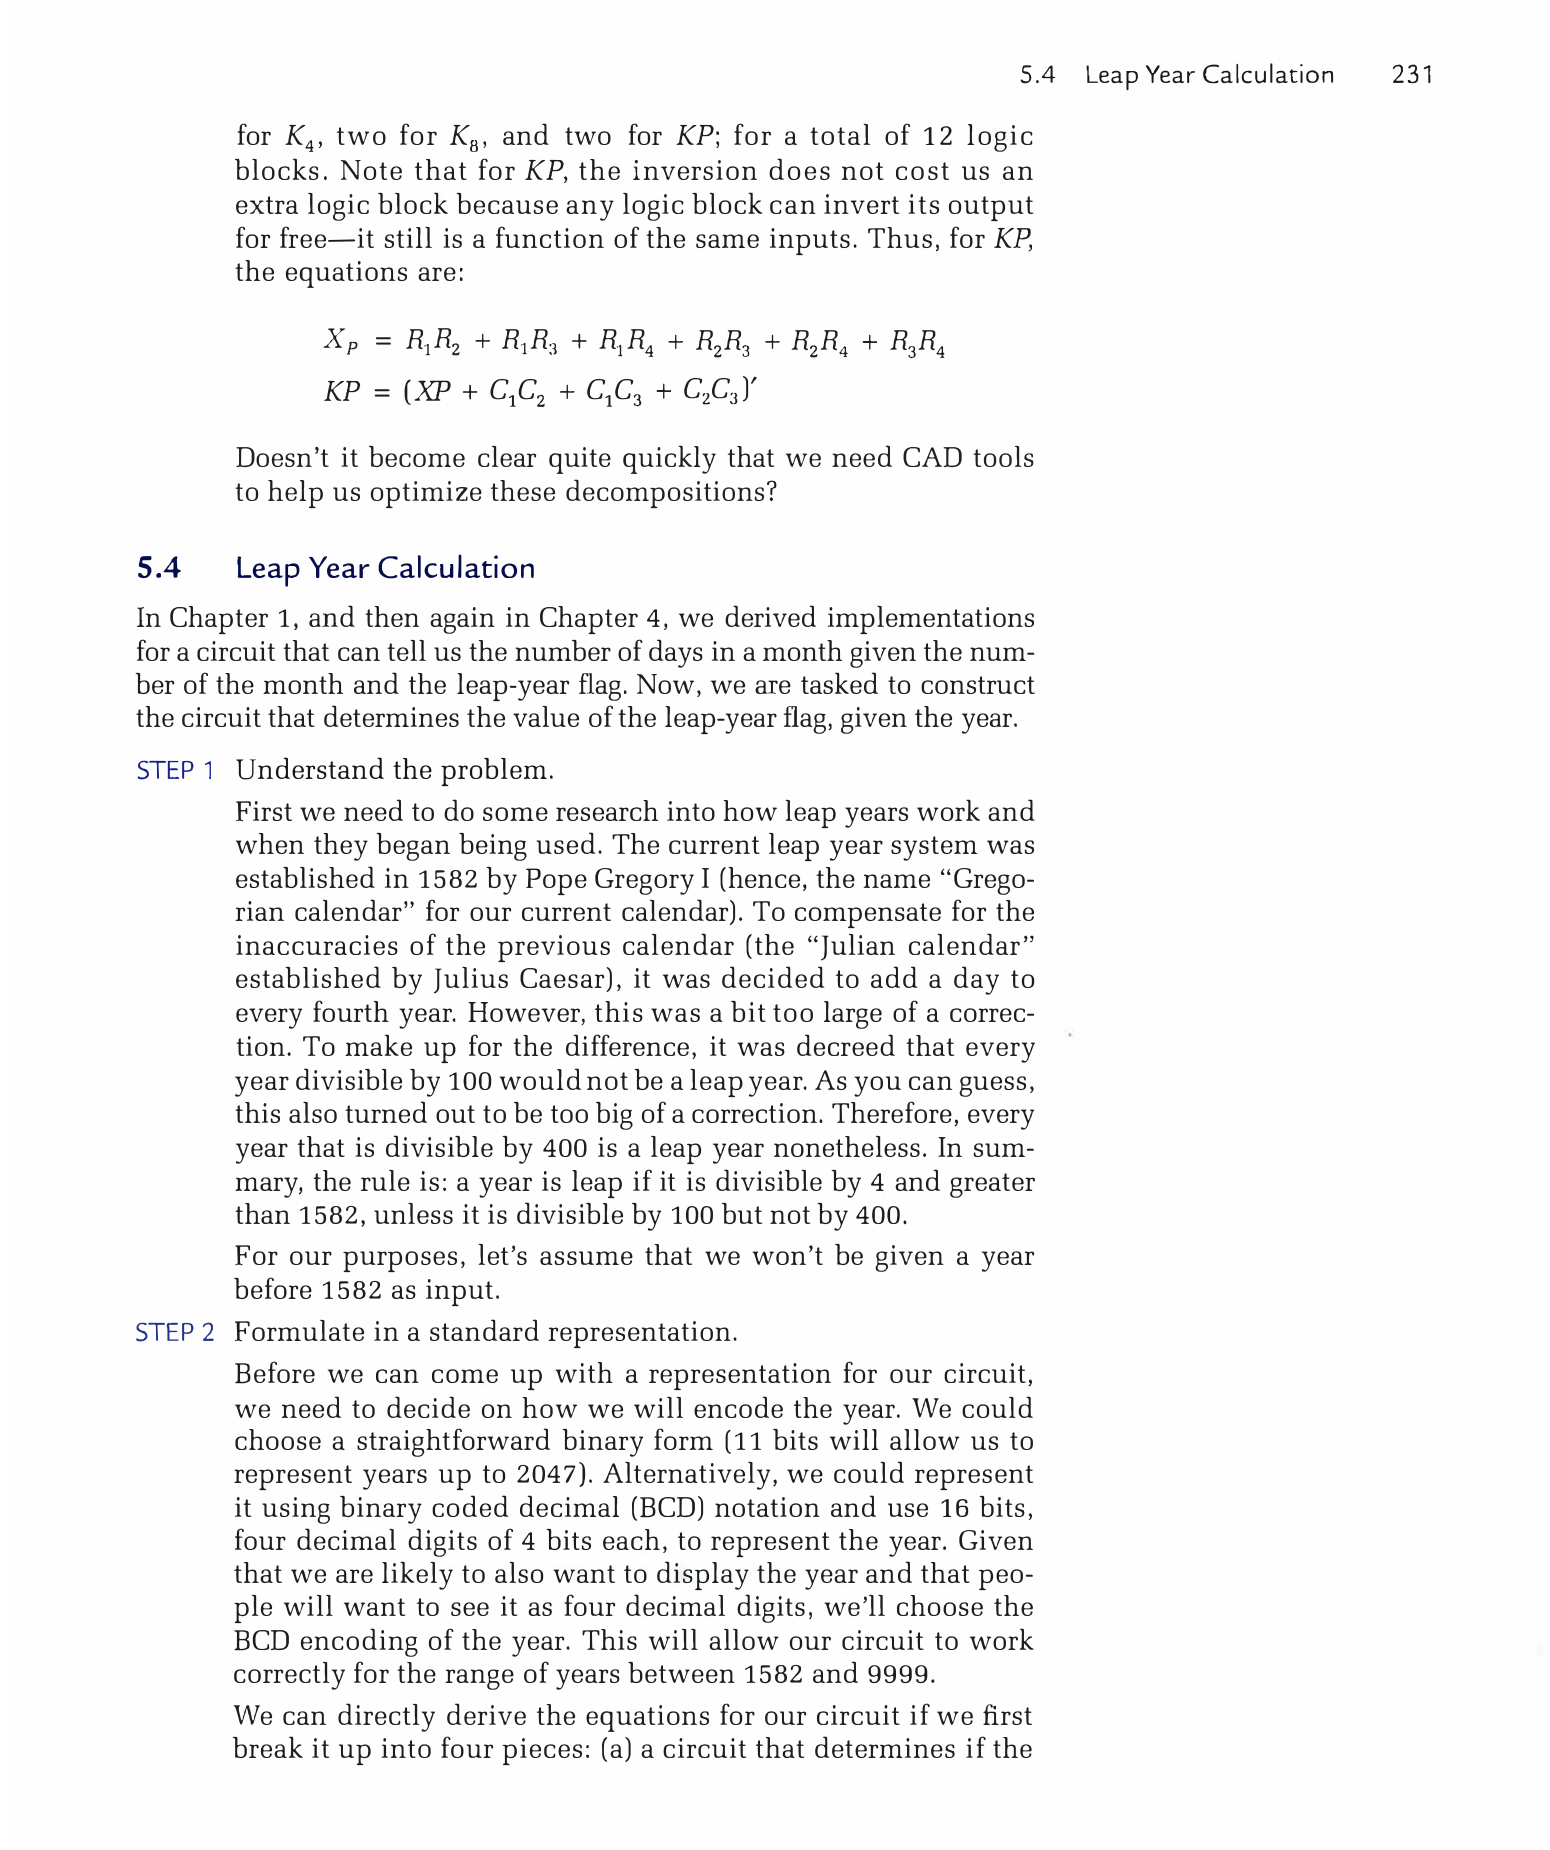 5.4 Leap Year Calculation 231
for K₄, two for K₈, and two for KP; for a total of 12 logic
blocks. Note that for KP, the inversion does not cost us an
extra logic block because any logic block can invert its output
for free—it still is a function of the same inputs. Thus, for KP,
the equations are:
X_P = R₁R₂ + R₁R₃ + R₁R₄ + R₂R₃ + R₂R₄ + R₃R₄
KP = (XP + C₁C₂ + C₁C₃ + C₂C₃)′
Doesn't it become clear quite quickly that we need CAD tools
to help us optimize these decompositions?
5.4 Leap Year Calculation
In Chapter 1, and then again in Chapter 4, we derived implementations
for a circuit that can tell us the number of days in a month given the num-
ber of the month and the leap-year flag. Now, we are tasked to construct
the circuit that determines the value of the leap-year flag, given the year.
STEP 1 Understand the problem.
First we need to do some research into how leap years work and
when they began being used. The current leap year system was
established in 1582 by Pope Gregory I (hence, the name “Grego-
rian calendar” for our current calendar). To compensate for the
inaccuracies of the previous calendar (the “Julian calendar”
established by Julius Caesar), it was decided to add a day to
every fourth year. However, this was a bit too large of a correc-
tion. To make up for the difference, it was decreed that every
year divisible by 100 would not be a leap year. As you can guess,
this also turned out to be too big of a correction. Therefore, every
year that is divisible by 400 is a leap year nonetheless. In sum-
mary, the rule is: a year is leap if it is divisible by 4 and greater
than 1582, unless it is divisible by 100 but not by 400.
For our purposes, let's assume that we won't be given a year
before 1582 as input.
STEP 2 Formulate in a standard representation.
Before we can come up with a representation for our circuit,
we need to decide on how we will encode the year. We could
choose a straightforward binary form (11 bits will allow us to
represent years up to 2047). Alternatively, we could represent
it using binary coded decimal (BCD) notation and use 16 bits,
four decimal digits of 4 bits each, to represent the year. Given
that we are likely to also want to display the year and that peo-
ple will want to see it as four decimal digits, we'll choose the
BCD encoding of the year. This will allow our circuit to work
correctly for the range of years between 1582 and 9999.
We can directly derive the equations for our circuit if we first
break it up into four pieces: (a) a circuit that determines if the